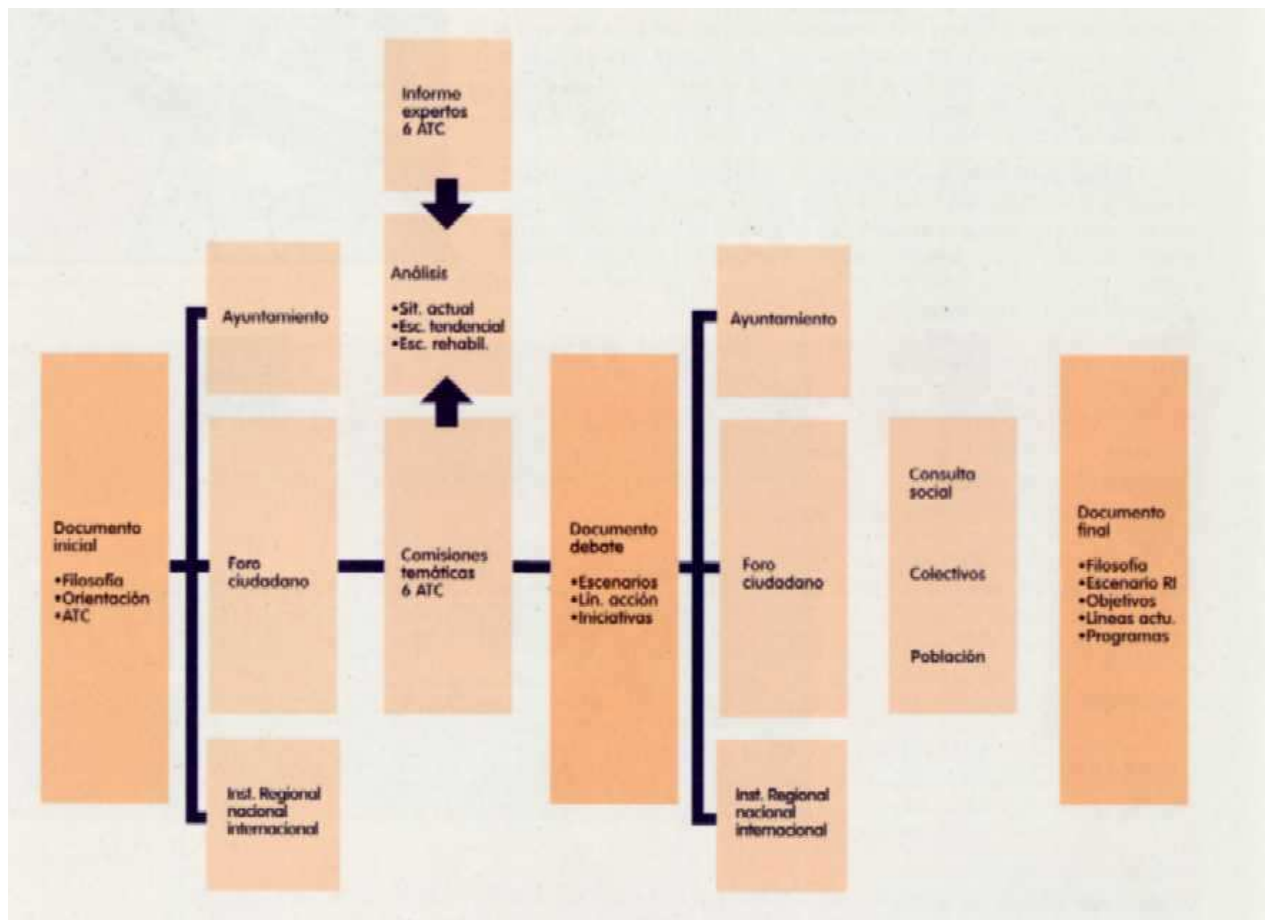 Documento
inicial
•Filosofía
•Orientación
•ATC
Ayuntamiento
Foro
ciudadano
Inst. Regional
nacional
internacional
Informe
expertos
6 ATC
Análisis
•Sit. actual
•Esc. tendencial
•Esc. rehabil.
Comisiones
temáticas
6 ATC
Documento
debate
•Escenarios
•Lin. acción
•Iniciativas
Ayuntamiento
Foro
ciudadano
Inst. Regional
nacional
internacional
Consulta
social
Colectivos
Población
Documento
final
•Filosofía
•Escenario RI
•Objetivos
•Líneas actu.
•Programas